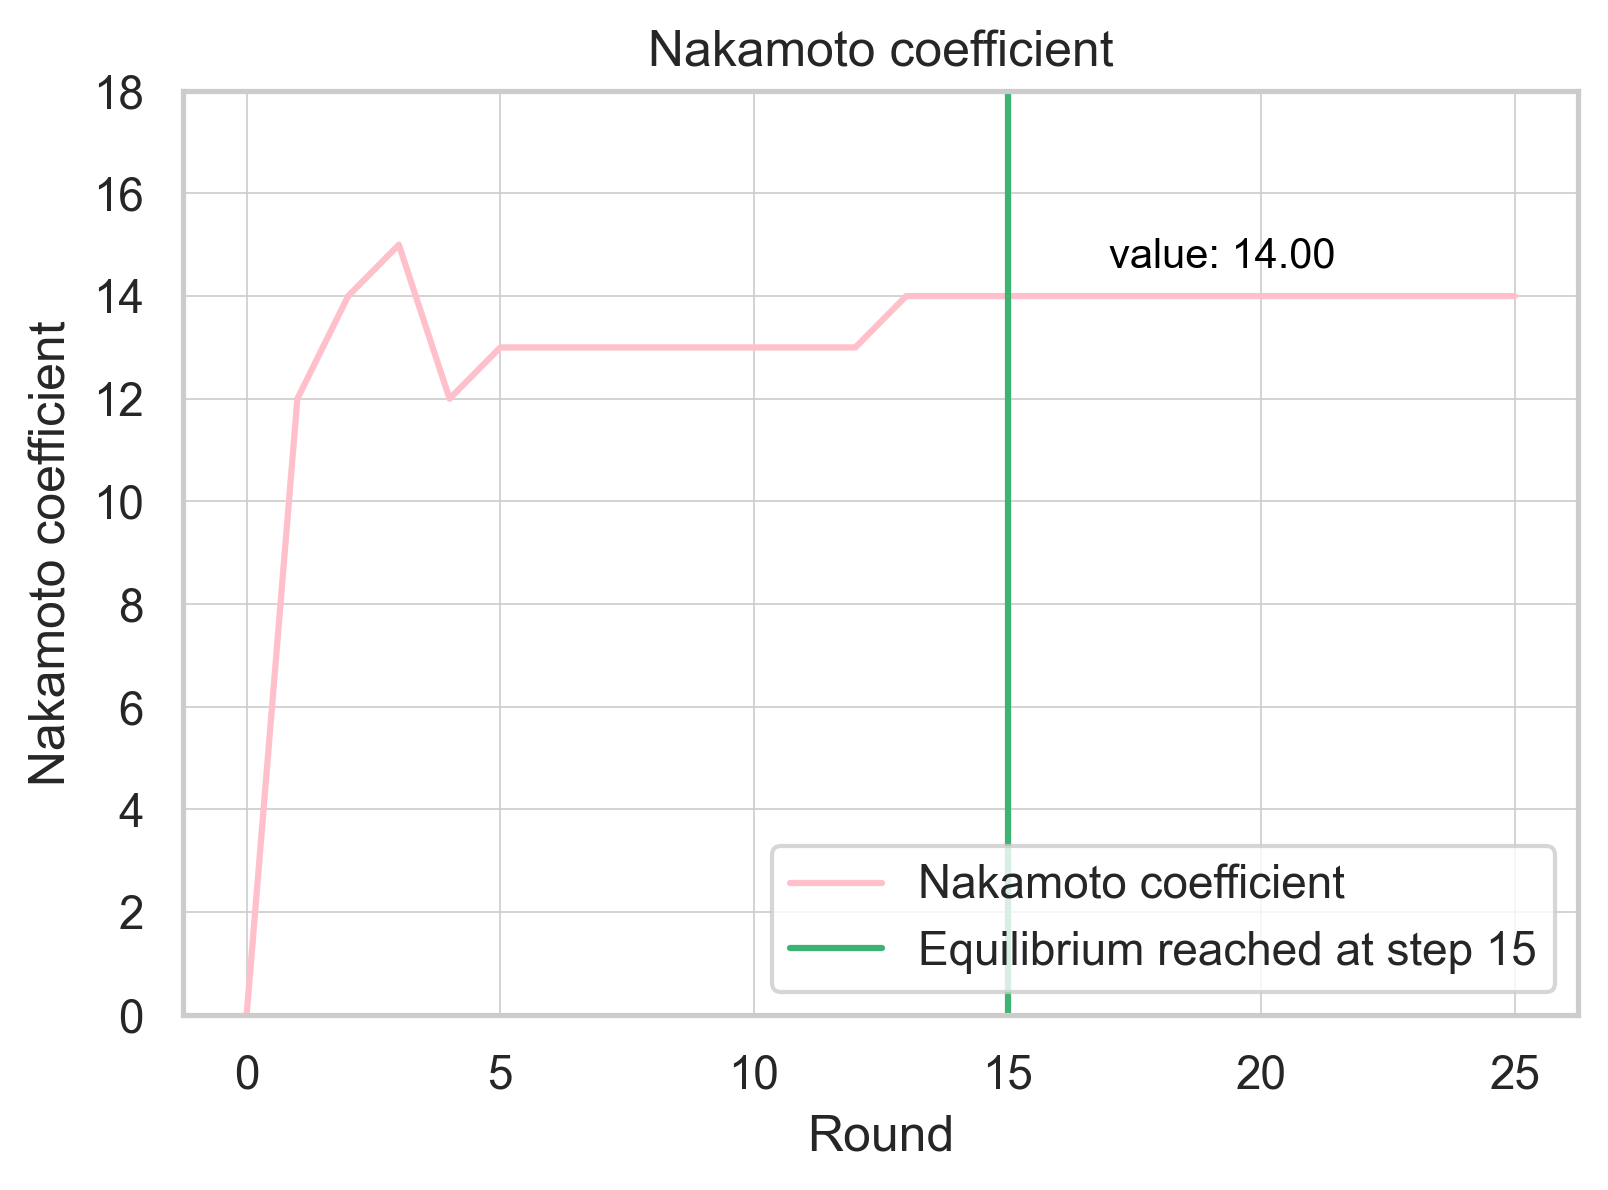 Nakamoto coefficient
18
16
14
12
10
8
6
4
2
0
Nakamoto coefficient
value: 14.00
Nakamoto coefficient
Equilibrium reached at step 15
0 5 10 15 20 25
Round